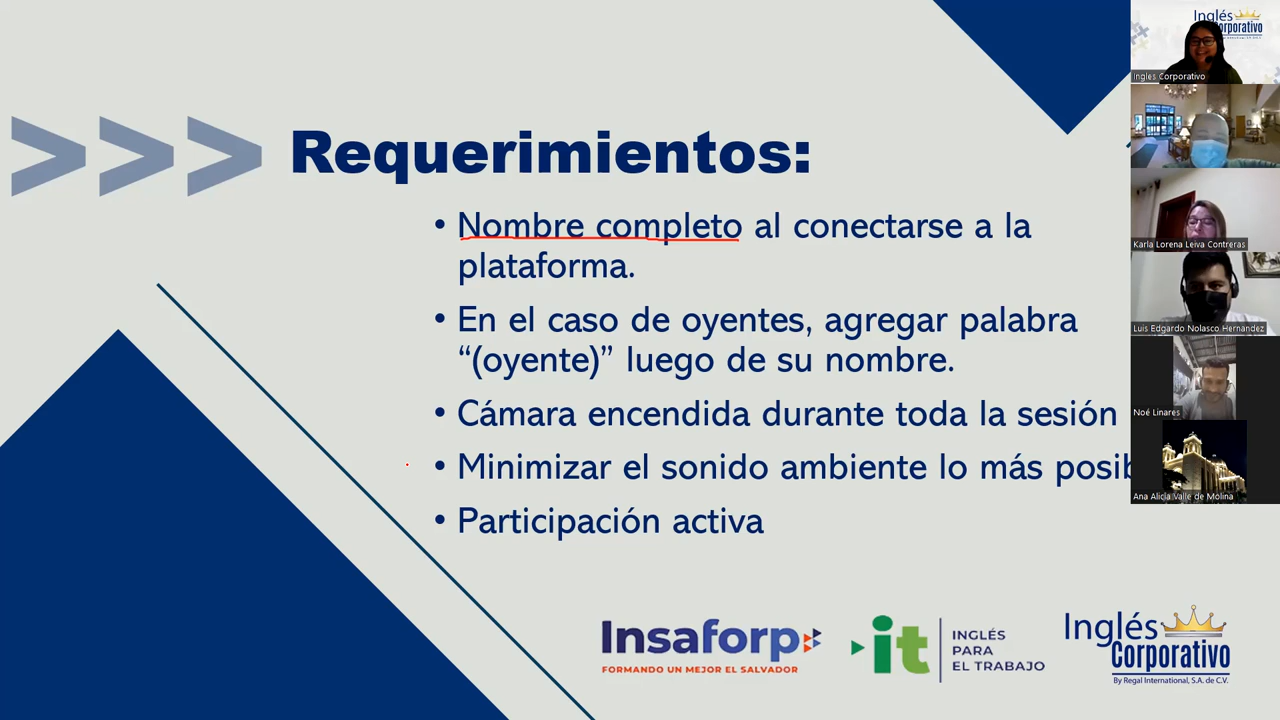 >>> Requerimientos:
• Nombre completo al conectarse a la
plataforma.
• En el caso de oyentes, agregar palabra
“(oyente)” luego de su nombre.
• Cámara encendida durante toda la sesión
• Minimizar el sonido ambiente lo más posib
• Participación activa
Insaforp
FORMANDO UN MEJOR EL SALVADOR
it
INGLÉS
PARA
EL TRABAJO
Inglés
Corporativo
By Regal International, S.A. de C.V.
Inglés
Corporativo
Ingles Corporativo
Karla Lorena Leiva Contreras
Luis Edgardo Nolasco Hernandez
Noé Linares
Ana Alicia Valle de Molina